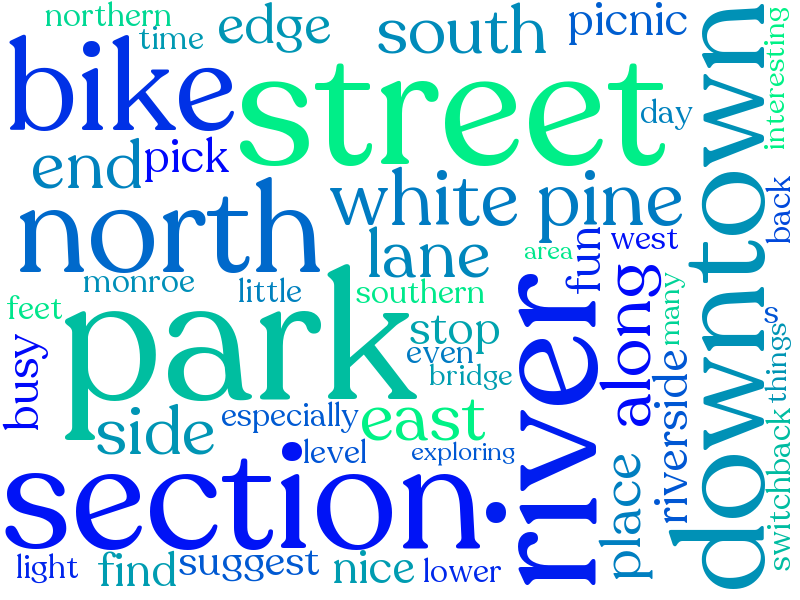 northern
time
edge
south
picnic
interesting
bike
street
day
downtown
end
pick
white pine
back
north
lane
fun
west
area
monroe
little
southern
river
along
many
feet
park
stop
s
busy
even
bridge
riverside
things
side
especially
east
level
exploring
switchback
section
place
light
find
suggest
nice
lower